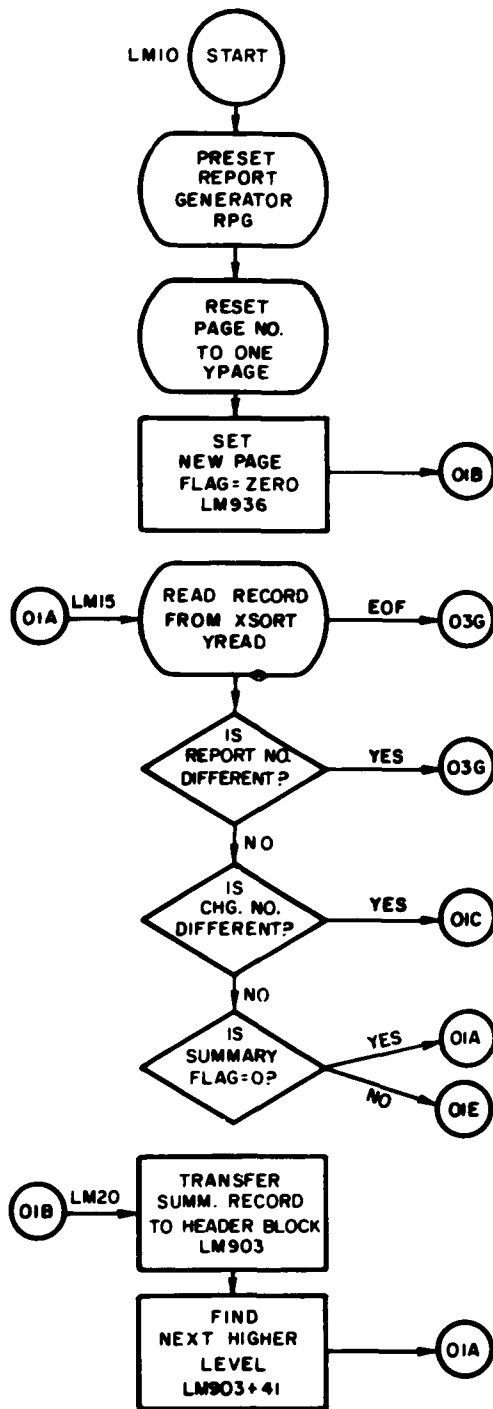 LM10 START
PRESET
REPORT
GENERATOR
RPG
RESET
PAGE NO.
TO ONE
YPAGE
SET
NEW PAGE
FLAG=ZERO
LM936
01B
01A
LM15
READ RECORD
FROM XSORT
YREAD
EOF
03G
IS
REPORT NO.
DIFFERENT?
YES
03G
NO
IS
CHG. NO.
DIFFERENT?
YES
01C
NO
IS
SUMMARY
FLAG=0?
YES
01A
NO
01E
01B
LM20
TRANSFER
SUMM. RECORD
TO HEADER BLOCK
LM903
FIND
NEXT HIGHER
LEVEL
LM903+41
01A